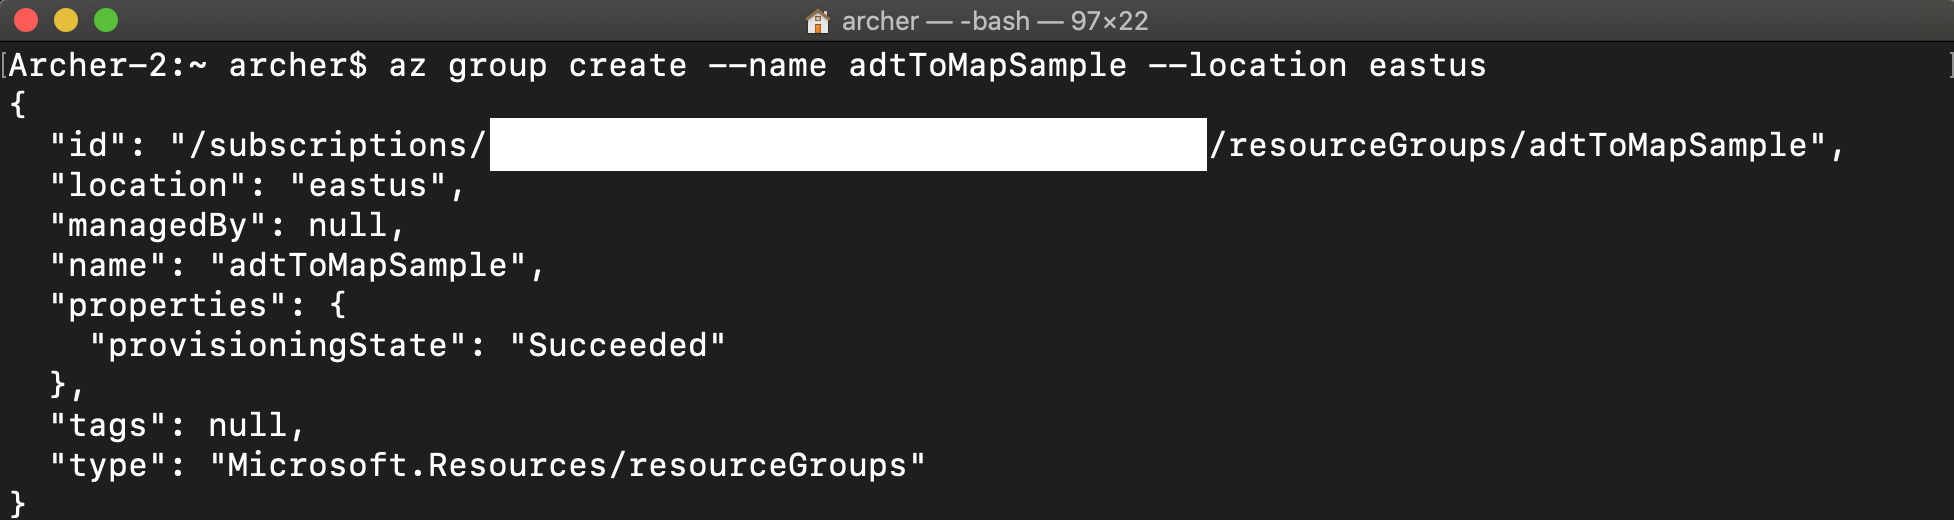 archer — -bash — 97×22
Archer-2:~ archer$ az group create --name adtToMapSample --location eastus
{
  "id": "/subscriptions/ /resourceGroups/adtToMapSample",
  "location": "eastus",
  "managedBy": null,
  "name": "adtToMapSample",
  "properties": {
    "provisioningState": "Succeeded"
  },
  "tags": null,
  "type": "Microsoft.Resources/resourceGroups"
}